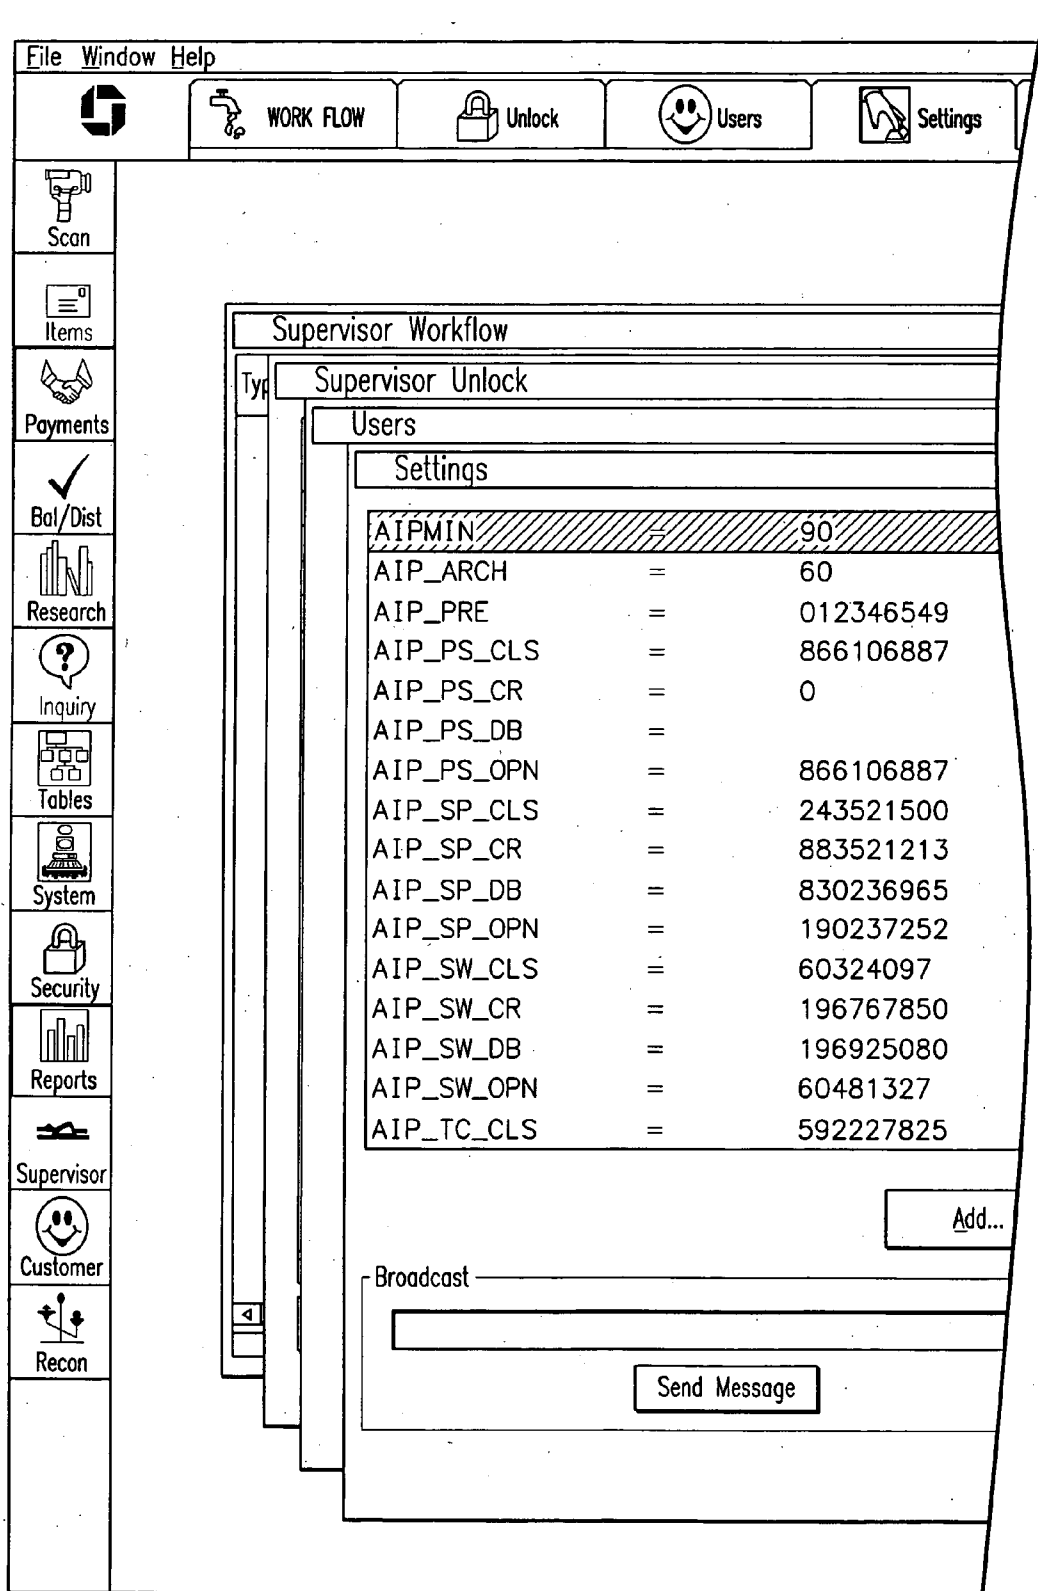 File Window Help
WORK FLOW Unlock Users Settings
Scan
Items
Payments
Bal/Dist
Research
Inquiry
Tables
System
Security
Reports
Supervisor
Customer
Recon
Supervisor Workflow
Typ
Supervisor Unlock
Users
Settings
AIPMIN = 90
AIP_ARCH = 60
AIP_PRE = 012346549
AIP_PS_CLS = 866106887
AIP_PS_CR = 0
AIP_PS_DB =
AIP_PS_OPN = 866106887
AIP_SP_CLS = 243521500
AIP_SP_CR = 883521213
AIP_SP_DB = 830236965
AIP_SP_OPN = 190237252
AIP_SW_CLS = 60324097
AIP_SW_CR = 196767850
AIP_SW_DB = 196925080
AIP_SW_OPN = 60481327
AIP_TC_CLS = 592227825
Add...
Broadcast
Send Message